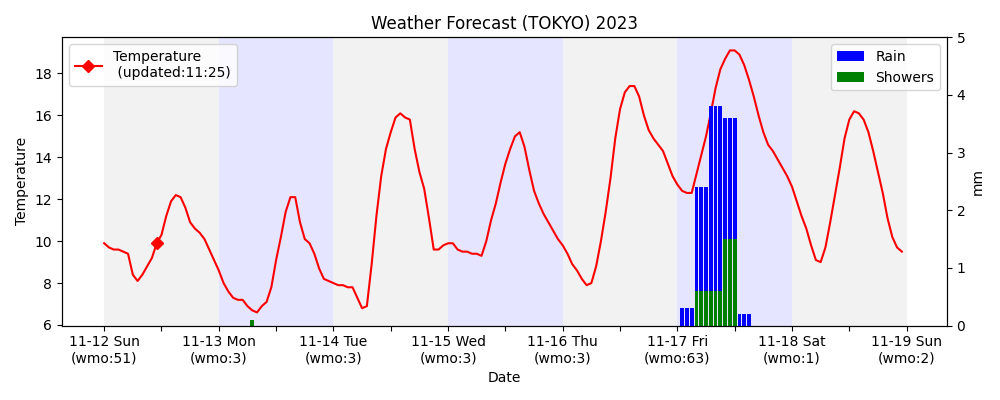 Weather Forecast (TOKYO) 2023
Temperature
(updated:11:25)
Rain
Showers
Temperature
18
16
14
12
10
8
6
5
4
3
2
1
0
mm
11-12 Sun
(wmo:51)
11-13 Mon
(wmo:3)
11-14 Tue
(wmo:3)
11-15 Wed
(wmo:3)
11-16 Thu
(wmo:3)
11-17 Fri
(wmo:63)
11-18 Sat
(wmo:1)
11-19 Sun
(wmo:2)
Date